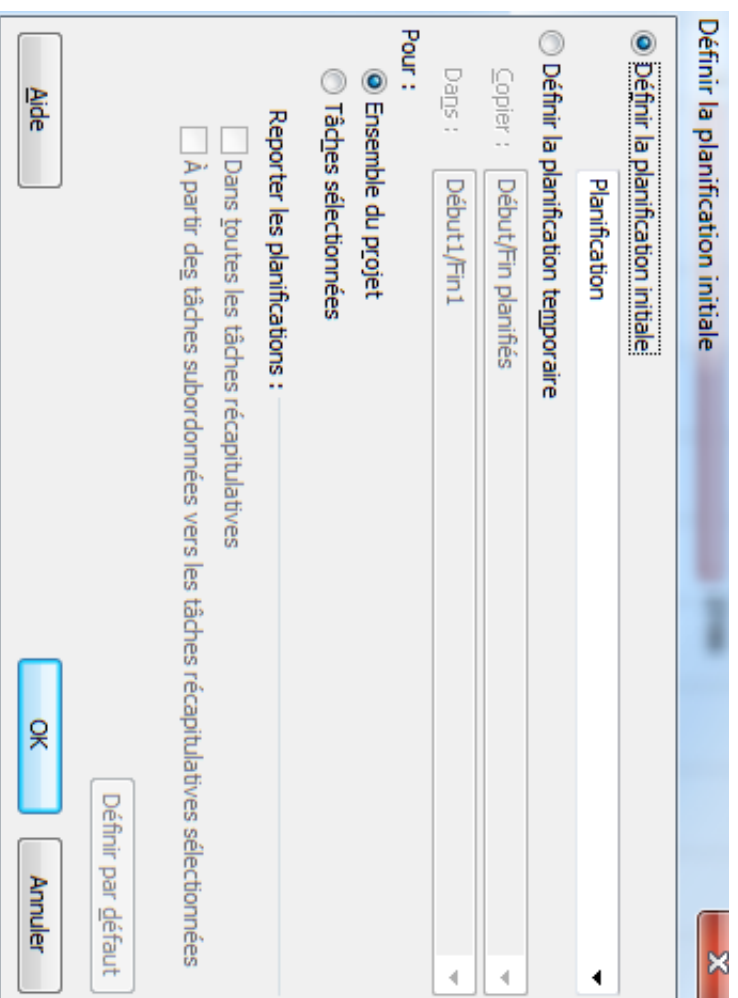 Définir la planification initiale
Définir la planification initiale
Planification
Définir la planification temporaire
Copier :
Début/Fin planifiés
Dans :
Début1/Fin1
Pour :
Ensemble du projet
Tâches sélectionnées
Reporter les planifications :
Dans toutes les tâches récapitulatives
À partir des tâches subordonnées vers les tâches récapitulatives sélectionnées
Définir par défaut
Aide
OK
Annuler